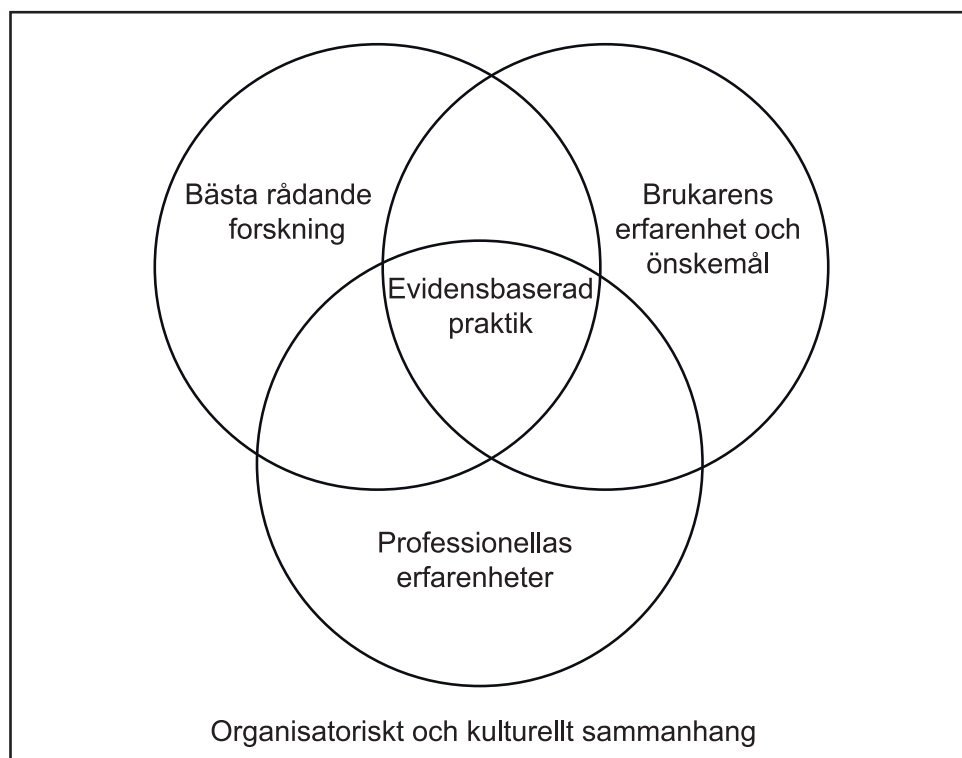 Bästa rådande
forskning
Brukarens
erfarenhet och
önskemål
Evidensbaserad
praktik
Professionellas
erfarenheter
Organisatoriskt och kulturellt sammanhang